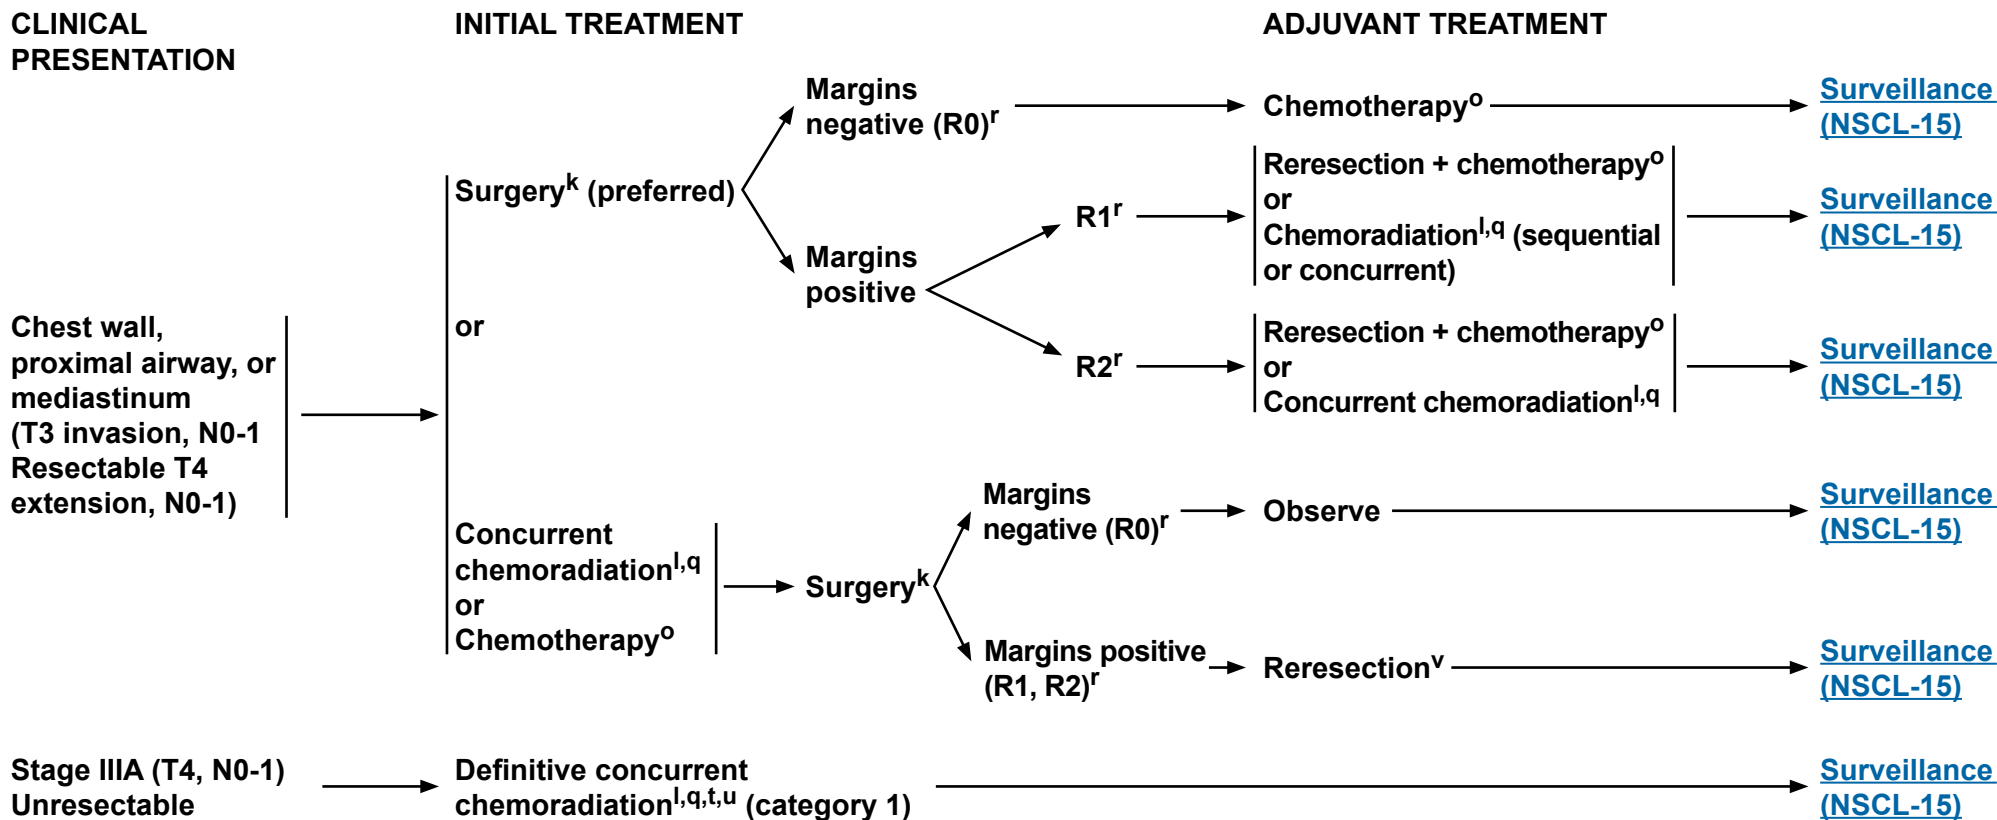 CLINICAL
PRESENTATION
INITIAL TREATMENT
ADJUVANT TREATMENT
Chest wall,
proximal airway, or
mediastinum
(T3 invasion, N0-1
Resectable T4
extension, N0-1)
Surgeryᵏ (preferred)
or
Concurrent
chemoradiationˡ,q
or
Chemotherapyᵒ
Margins
negative (R0)ʳ
Chemotherapyᵒ
Surveillance
(NSCL-15)
Margins
positive
R1ʳ
Reresection + chemotherapyᵒ
or
Chemoradiationˡ,q (sequential
or concurrent)
Surveillance
(NSCL-15)
R2ʳ
Reresection + chemotherapyᵒ
or
Concurrent chemoradiationˡ,q
Surveillance
(NSCL-15)
Surgeryᵏ
Margins
negative (R0)ʳ
Observe
Surveillance
(NSCL-15)
Margins positive
(R1, R2)ʳ
Reresectionᵛ
Surveillance
(NSCL-15)
Stage IIIA (T4, N0-1)
Unresectable
Definitive concurrent
chemoradiationˡ,q,t,u (category 1)
Surveillance
(NSCL-15)